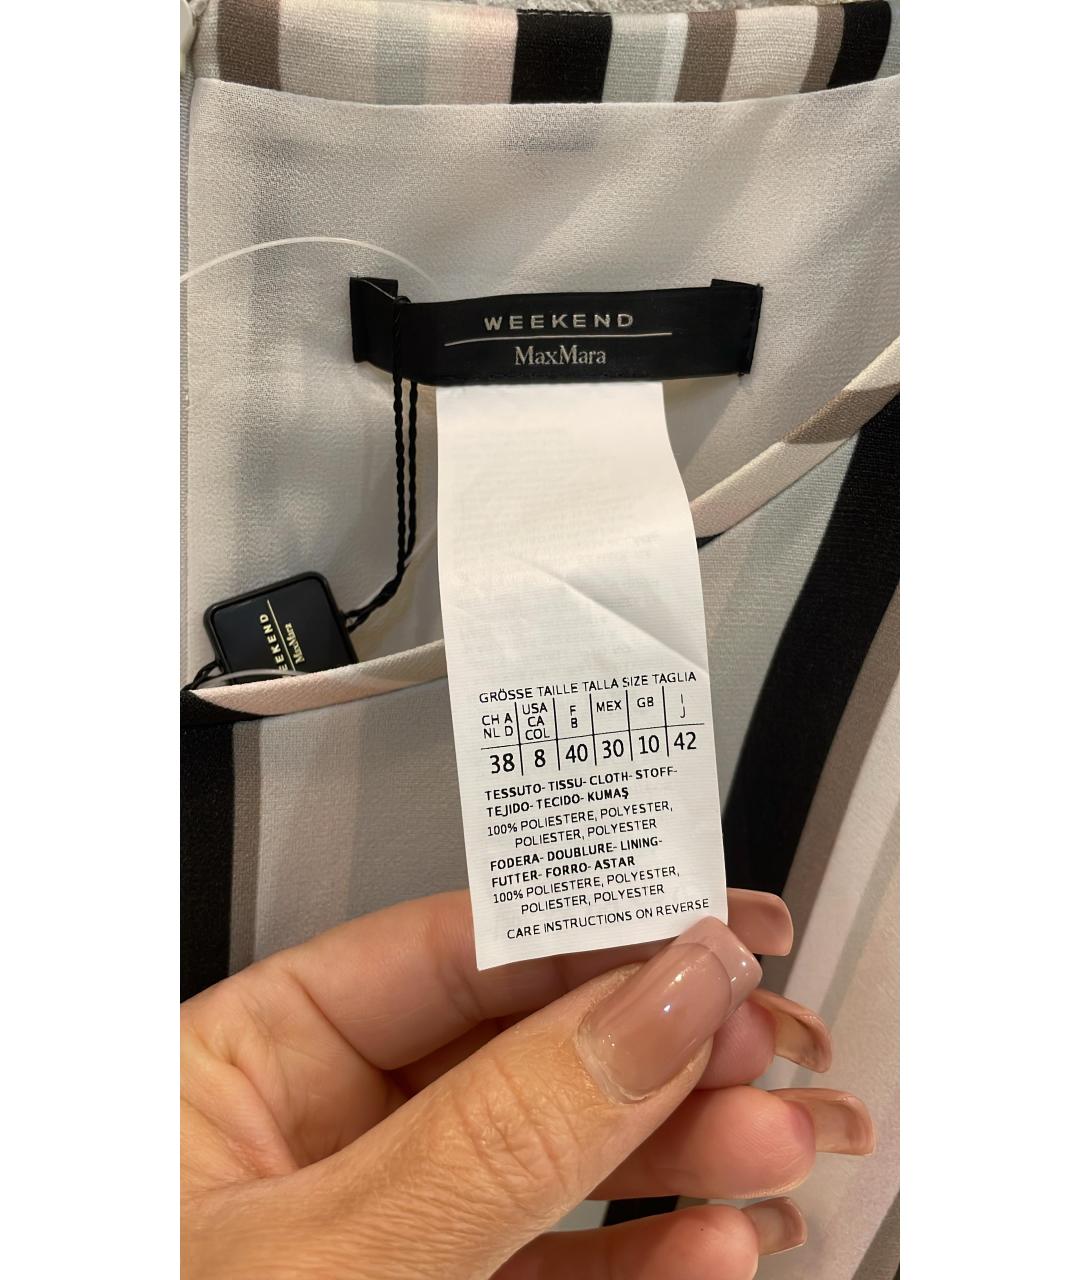 WEEKEND
MaxMara
EEKEND
MaxMara
GRÖSSE TAILLE TALLA SIZE TAGLIA
CH A NL D USA CA COL F B MEX GB I J
38 8 40 30 10 42
TESSUTO- TISSU- CLOTH- STOFF-
TEJIDO- TECIDO- KUMAŞ
100% POLIESTERE, POLYESTER,
POLIESTER, POLYESTER
FODERA- DOUBLURE- LINING-
FUTTER- FORRO- ASTAR
100% POLIESTERE, POLYESTER,
POLIESTER, POLYESTER
CARE INSTRUCTIONS ON REVERSE